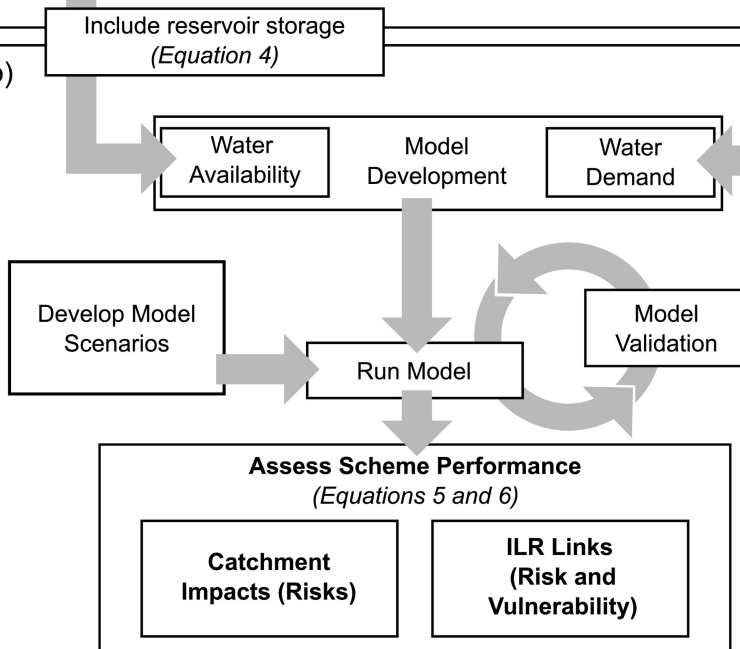 Include reservoir storage
(Equation 4)
)
Water
Availability
Model
Development
Water
Demand
Develop Model
Scenarios
Model
Validation
Run Model
Assess Scheme Performance
(Equations 5 and 6)
Catchment
Impacts (Risks)
ILR Links
(Risk and
Vulnerability)